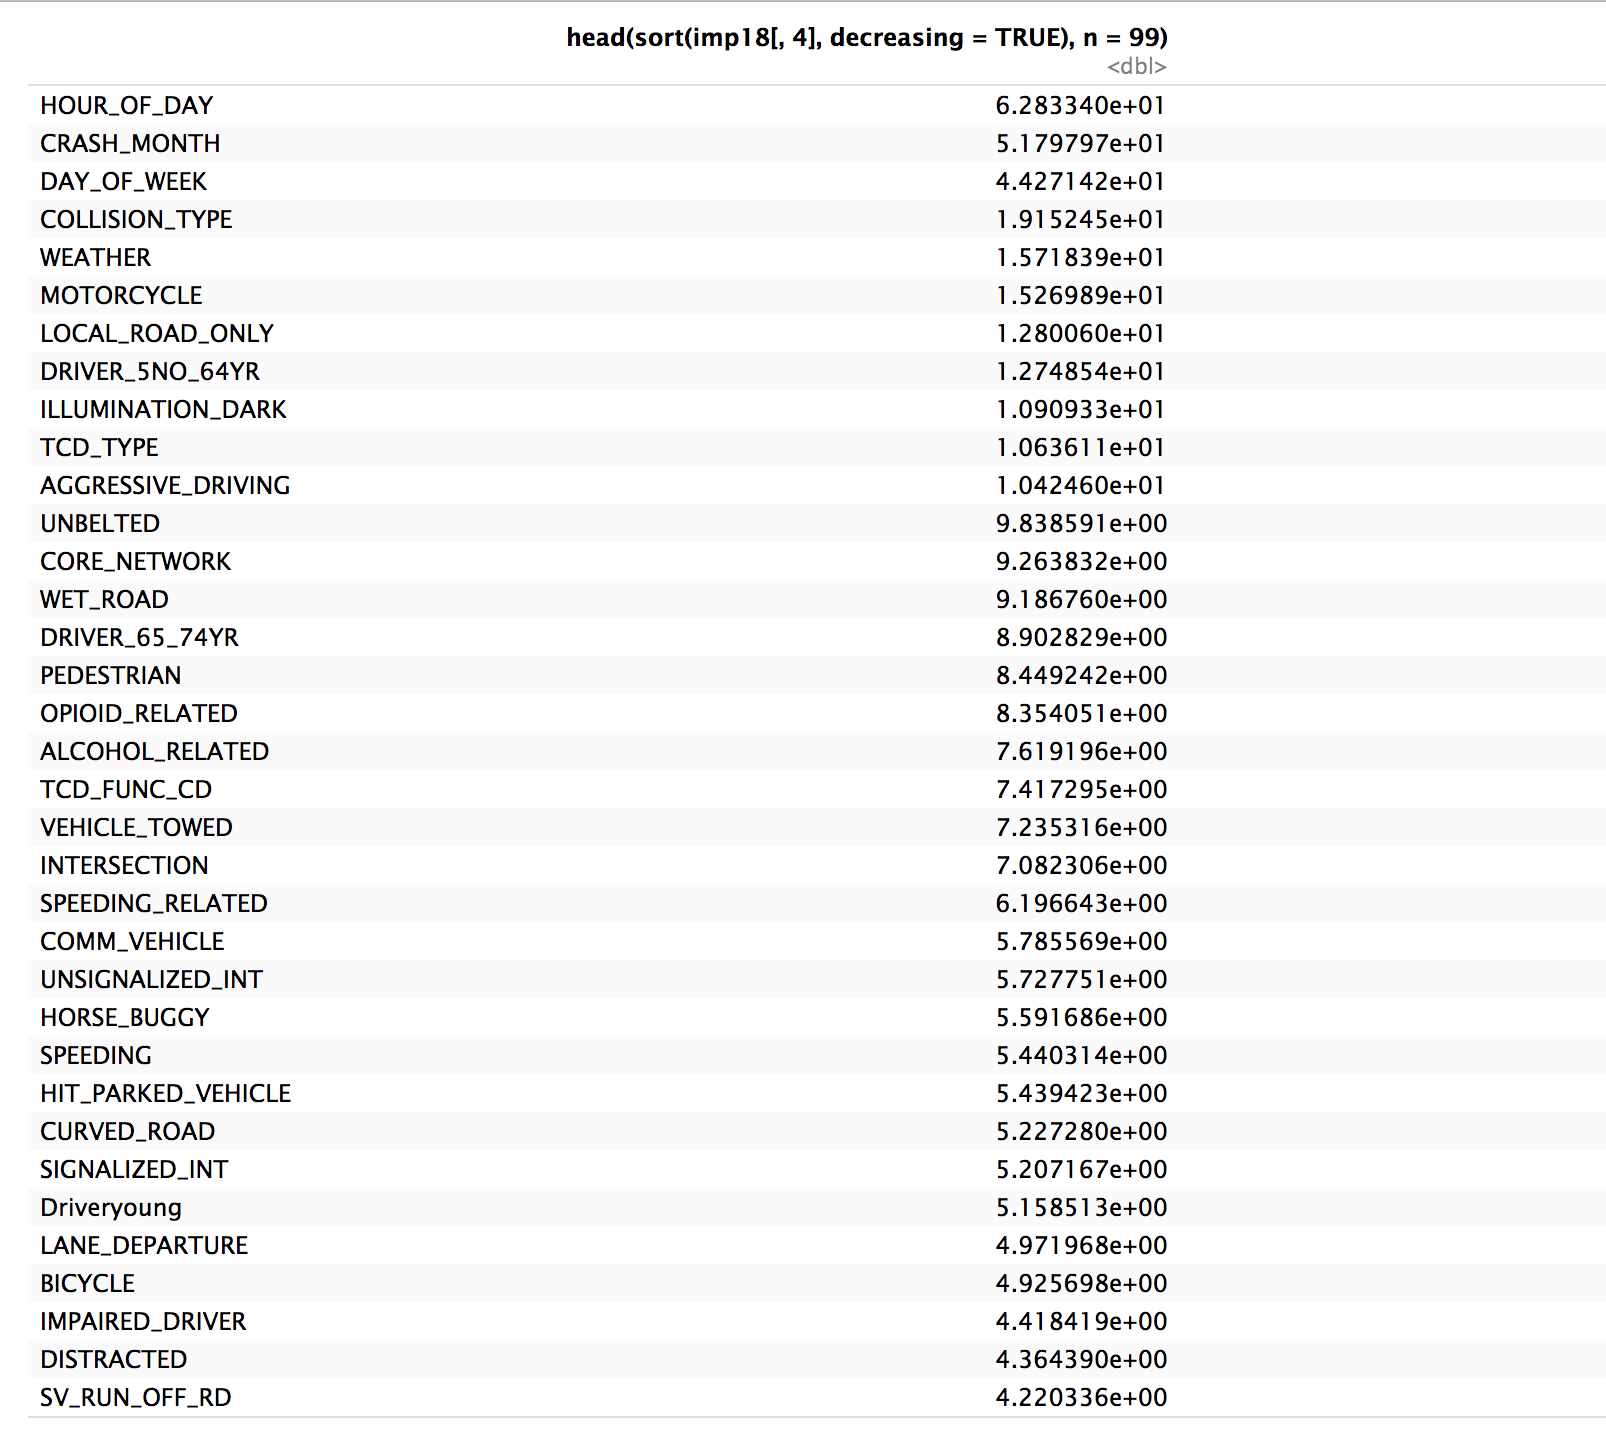 head(sort(imp18[, 4], decreasing = TRUE), n = 99)
<dbl>
HOUR_OF_DAY 6.283340e+01
CRASH_MONTH 5.179797e+01
DAY_OF_WEEK 4.427142e+01
COLLISION_TYPE 1.915245e+01
WEATHER 1.571839e+01
MOTORCYCLE 1.526989e+01
LOCAL_ROAD_ONLY 1.280060e+01
DRIVER_5NO_64YR 1.274854e+01
ILLUMINATION_DARK 1.090933e+01
TCD_TYPE 1.063611e+01
AGGRESSIVE_DRIVING 1.042460e+01
UNBELTED 9.838591e+00
CORE_NETWORK 9.263832e+00
WET_ROAD 9.186760e+00
DRIVER_65_74YR 8.902829e+00
PEDESTRIAN 8.449242e+00
OPIOID_RELATED 8.354051e+00
ALCOHOL_RELATED 7.619196e+00
TCD_FUNC_CD 7.417295e+00
VEHICLE_TOWED 7.235316e+00
INTERSECTION 7.082306e+00
SPEEDING_RELATED 6.196643e+00
COMM_VEHICLE 5.785569e+00
UNSIGNALIZED_INT 5.727751e+00
HORSE_BUGGY 5.591686e+00
SPEEDING 5.440314e+00
HIT_PARKED_VEHICLE 5.439423e+00
CURVED_ROAD 5.227280e+00
SIGNALIZED_INT 5.207167e+00
Driveryoung 5.158513e+00
LANE_DEPARTURE 4.971968e+00
BICYCLE 4.925698e+00
IMPAIRED_DRIVER 4.418419e+00
DISTRACTED 4.364390e+00
SV_RUN_OFF_RD 4.220336e+00